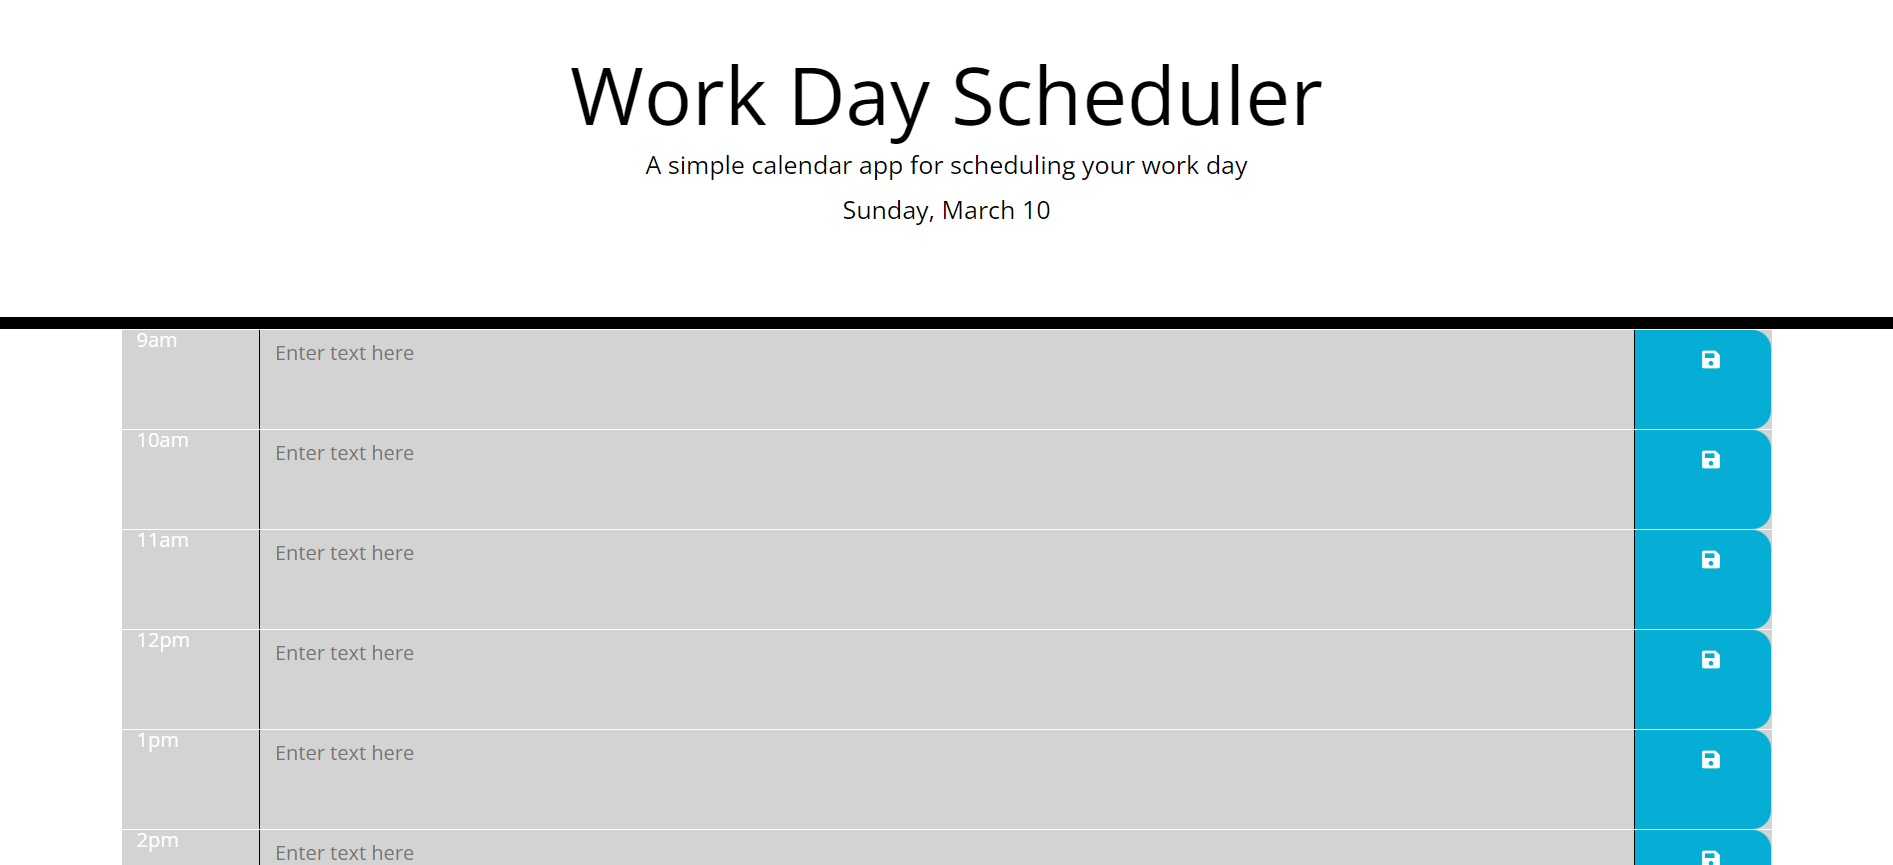 Work Day Scheduler
A simple calendar app for scheduling your work day
Sunday, March 10
9am
Enter text here
10am
Enter text here
11am
Enter text here
12pm
Enter text here
1pm
Enter text here
2pm
Enter text here